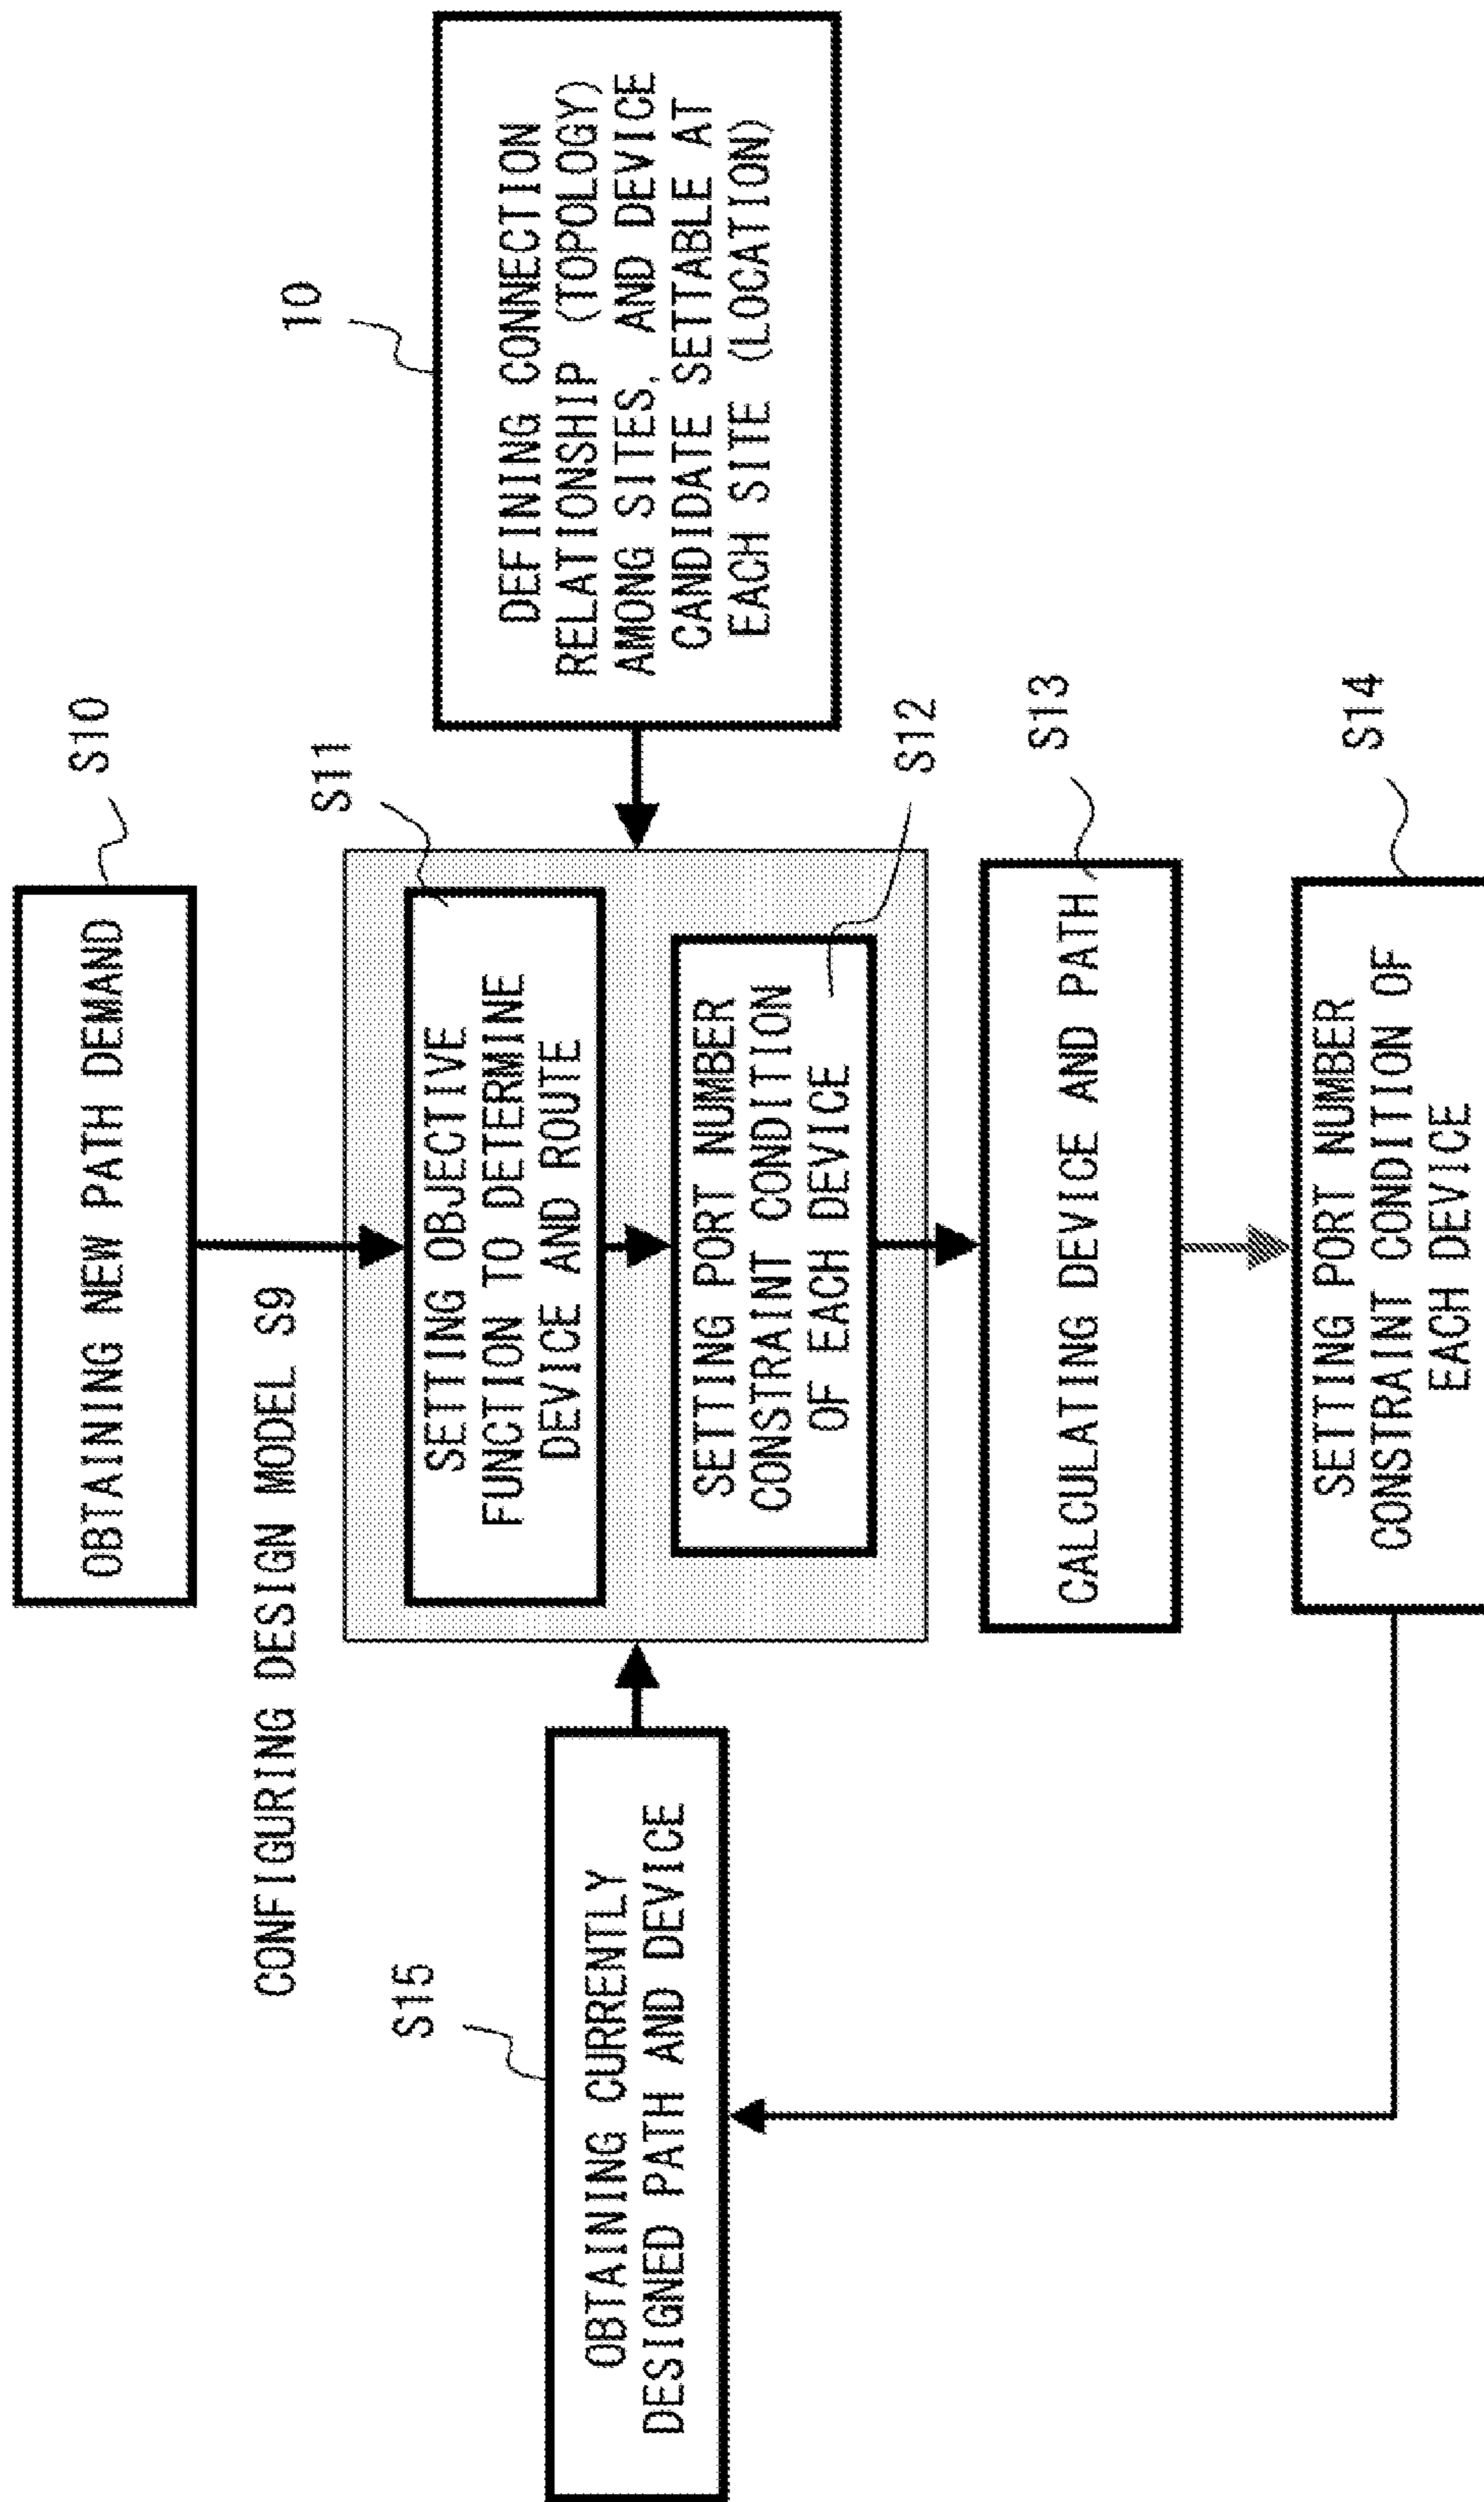 S10
OBTAINING NEW PATH DEMAND
CONFIGURING DESIGN MODEL S9
S11
SETTING OBJECTIVE
FUNCTION TO DETERMINE
DEVICE AND ROUTE
10
DEFINING CONNECTION
RELATIONSHIP (TOPOLOGY)
AMONG SITES, AND DEVICE
CANDIDATE SETTABLE AT
EACH SITE (LOCATION)
S15
OBTAINING CURRENTLY
DESIGNED PATH AND DEVICE
S12
SETTING PORT NUMBER
CONSTRAINT CONDITION
OF EACH DEVICE
S13
CALCULATING DEVICE AND PATH
S14
SETTING PORT NUMBER
CONSTRAINT CONDITION OF
EACH DEVICE